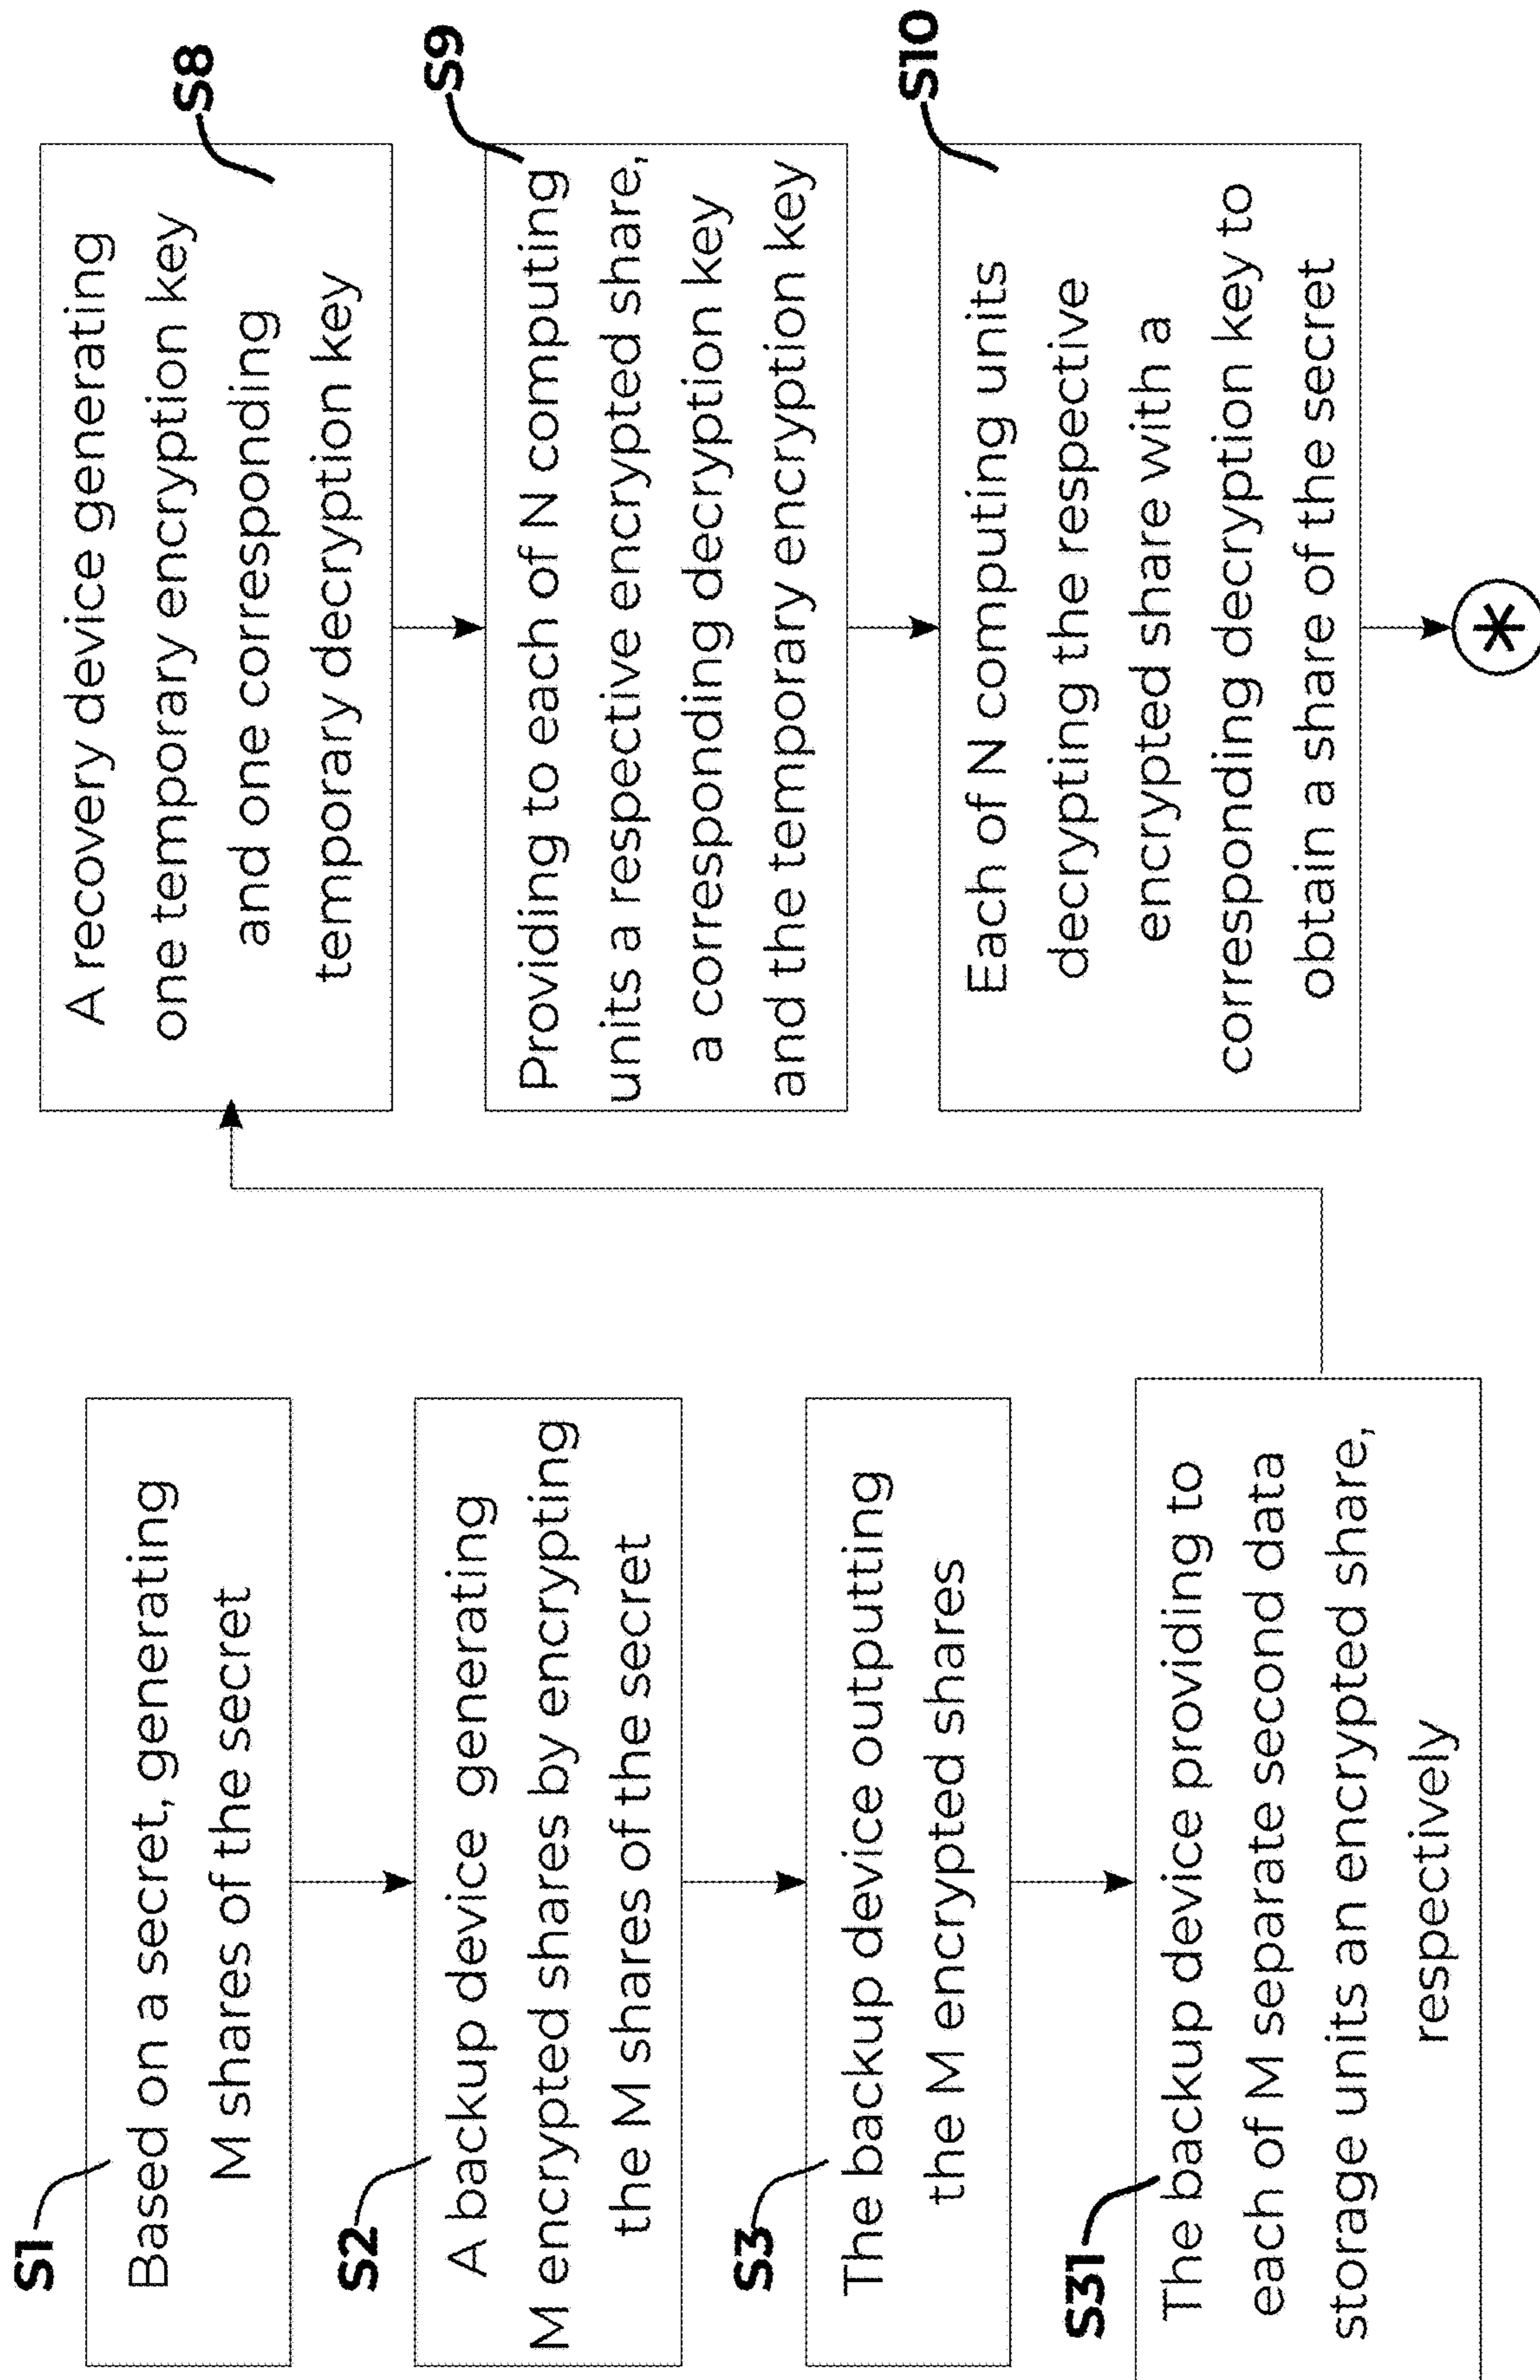 S1
Based on a secret, generating
M shares of the secret
S2
A backup device generating
M encrypted shares by encrypting
the M shares of the secret
S3
The backup device outputting
the M encrypted shares
S31
The backup device providing to
each of M separate second data
storage units an encrypted share,
respectively
S8
A recovery device generating
one temporary encryption key
and one corresponding
temporary decryption key
S9
Providing to each of N computing
units a respective encrypted share,
a corresponding decryption key
and the temporary encryption key
S10
Each of N computing units
decrypting the respective
encrypted share with a
corresponding decryption key to
obtain a share of the secret
*